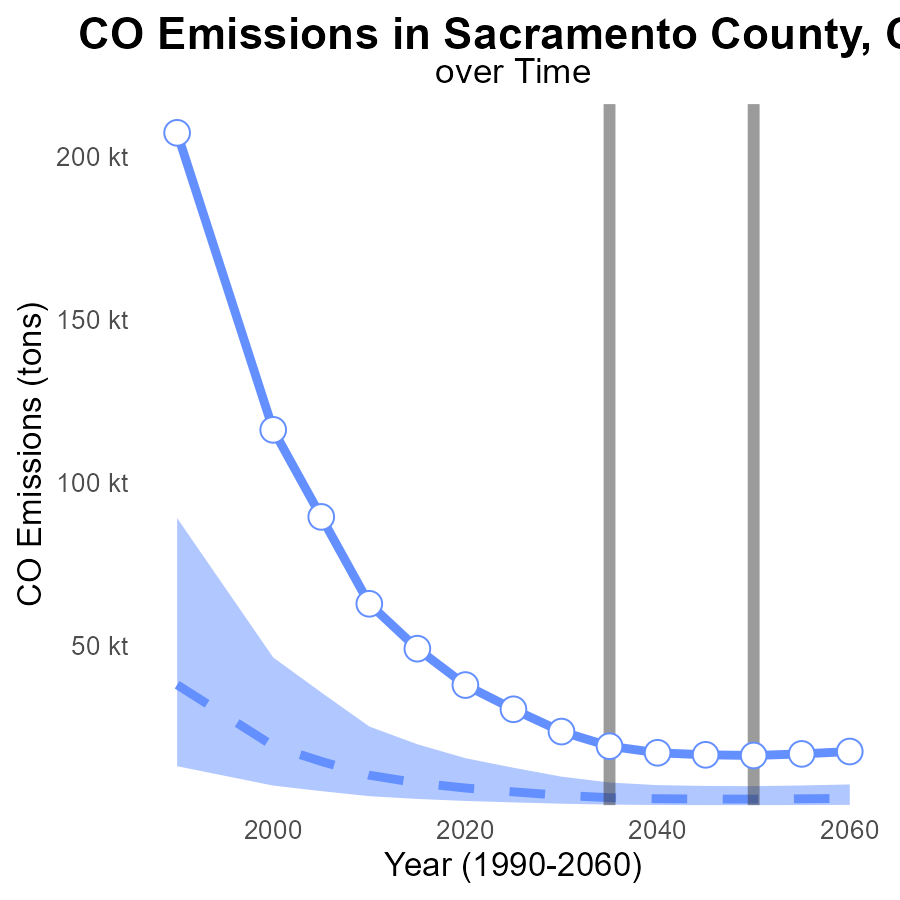 CO Emissions in Sacramento County, C
over Time
200 kt
150 kt
100 kt
50 kt
CO Emissions (tons)
2000
2020
2040
2060
Year (1990-2060)